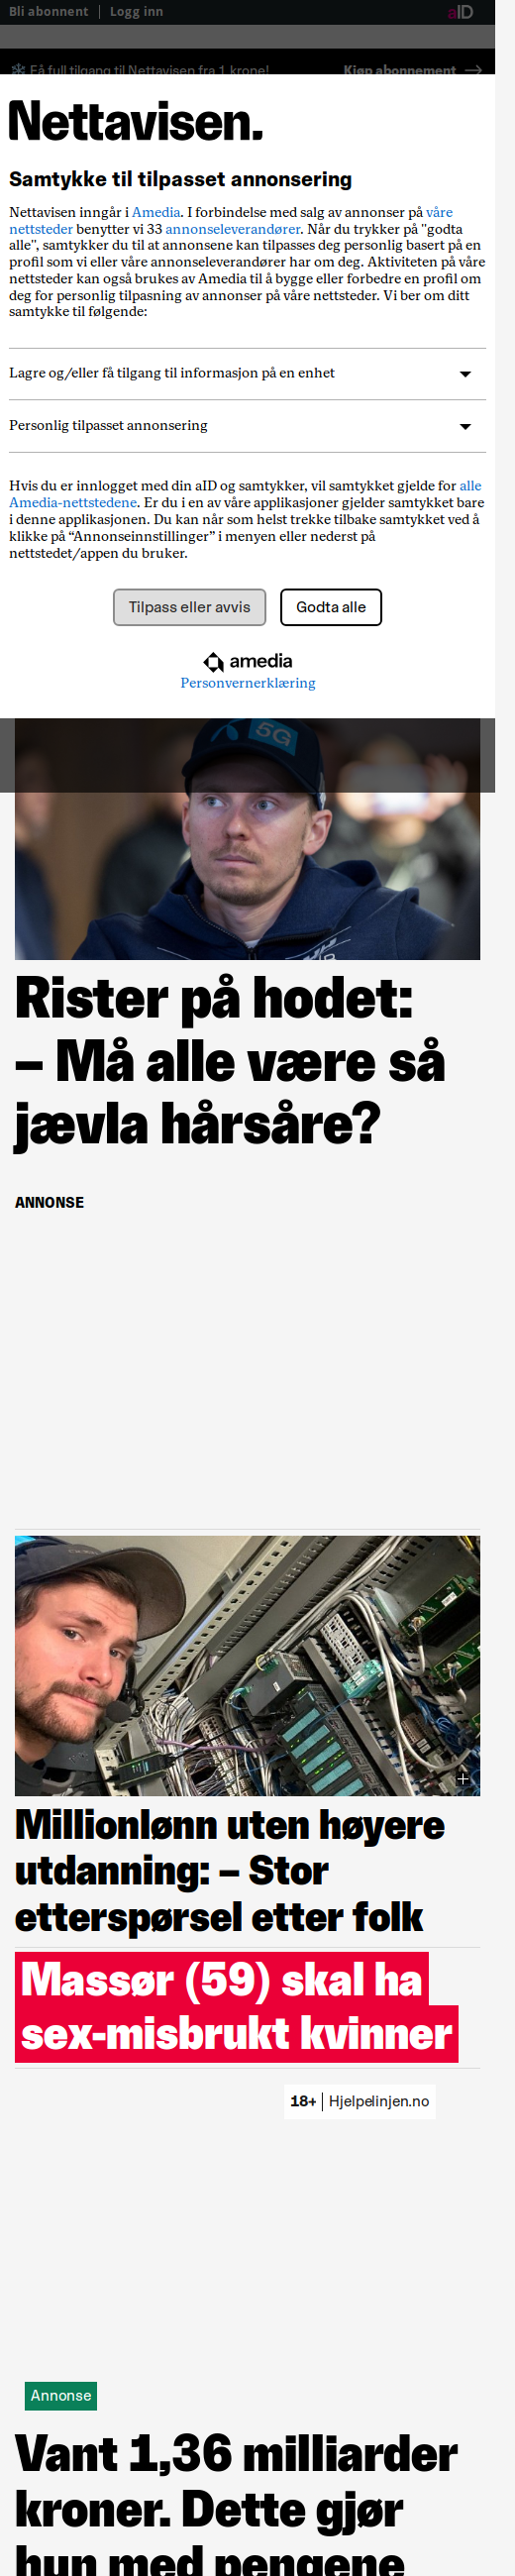 Bli abonnent | Logg inn
aID
Få full tilgang til Nettavisen fra 1 krone!
Kjøp abonnement
Nettavisen.
Samtykke til tilpasset annonsering
Nettavisen inngår i Amedia. I forbindelse med salg av annonser på våre
nettsteder benytter vi 33 annonseleverandører. Når du trykker på "godta
alle", samtykker du til at annonsene kan tilpasses deg personlig basert på en
profil som vi eller våre annonseleverandører har om deg. Aktiviteten på våre
nettsteder kan også brukes av Amedia til å bygge eller forbedre en profil om
deg for personlig tilpasning av annonser på våre nettsteder. Vi ber om ditt
samtykke til følgende:
Lagre og/eller få tilgang til informasjon på en enhet
Personlig tilpasset annonsering
Hvis du er innlogget med din aID og samtykker, vil samtykket gjelde for alle
Amedia-nettstedene. Er du i en av våre applikasjoner gjelder samtykket bare
i denne applikasjonen. Du kan når som helst trekke tilbake samtykket ved å
klikke på “Annonseinnstillinger” i menyen eller nederst på
nettstedet/appen du bruker.
Tilpass eller avvis
Godta alle
amedia
Personvernerklæring
5G
Rister på hodet:
– Må alle være så
jævla hårsåre?
ANNONSE
Millionlønn uten høyere
utdanning: – Stor
etterspørsel etter folk
Massør (59) skal ha
sex-misbrukt kvinner
18+ | Hjelpelinjen.no
Annonse
Vant 1,36 milliarder
kroner. Dette gjør
hun med pengene